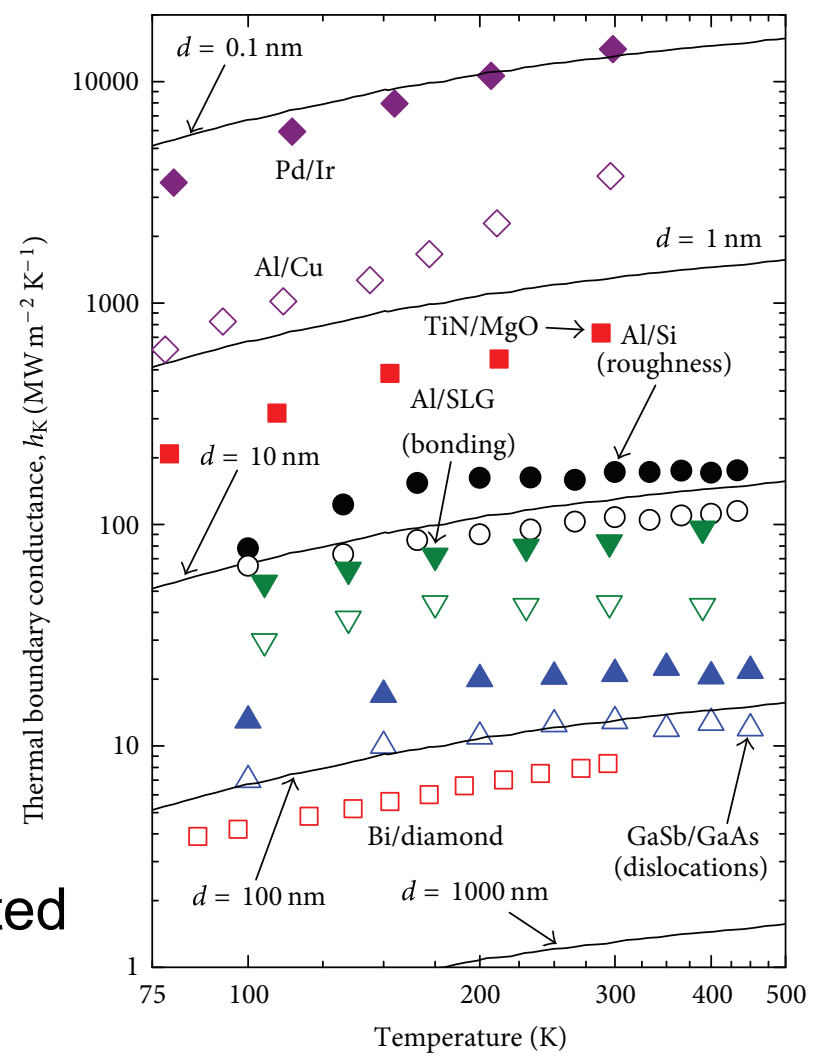 d = 0.1 nm
10000
Pd/Ir
Al/Cu
d = 1 nm
1000
TiN/MgO
Al/Si
(roughness)
Al/SLG
(bonding)
d = 10 nm
100
10
Bi/diamond
GaSb/GaAs
(dislocations)
d = 100 nm
d = 1000 nm
1
75 100 200 300 400 500
Temperature (K)
Thermal boundary conductance, hK (MW m−2 K−1)